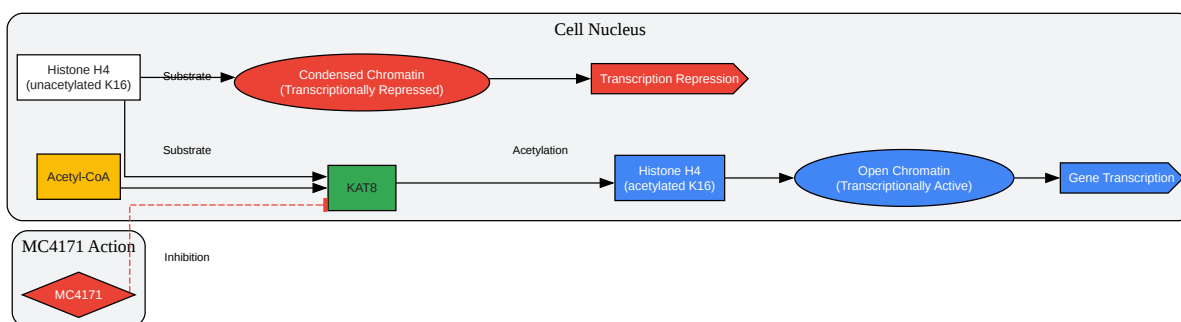 Cell Nucleus
Histone H4
(unacetylated K16)
Substrate
Condensed Chromatin
(Transcriptionally Repressed)
Transcription Repression
Substrate
Acetylation
Acetyl-CoA
KAT8
Histone H4
(acetylated K16)
Open Chromatin
(Transcriptionally Active)
Gene Transcription
MC4171 Action
Inhibition
MC4171